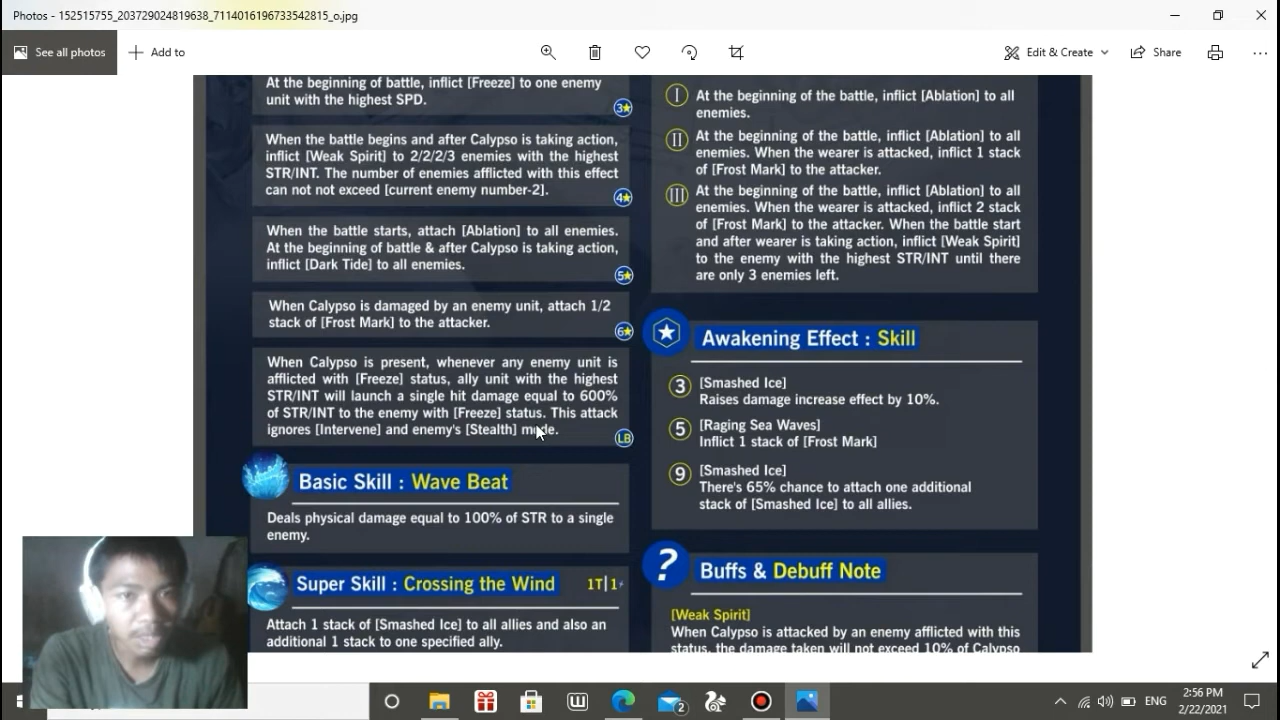 Photos - 152515755_203729024819638_7114016196733542815_o.jpg
See all photos
Add to
Edit & Create
Share
At the beginning of battle, inflict [Freeze] to one enemy
unit with the highest SPD.
3★
When the battle begins and after Calypso is taking action,
inflict [Weak Spirit] to 2/2/2/3 enemies with the highest
STR/INT. The number of enemies afflicted with this effect
can not not exceed [current enemy number-2].
4★
When the battle starts, attach [Ablation] to all enemies.
At the beginning of battle & after Calypso is taking action,
inflict [Dark Tide] to all enemies.
5★
When Calypso is damaged by an enemy unit, attach 1/2
stack of [Frost Mark] to the attacker.
6★
When Calypso is present, whenever any enemy unit is
afflicted with [Freeze] status, ally unit with the highest
STR/INT will launch a single hit damage equal to 600%
of STR/INT to the enemy with [Freeze] status. This attack
ignores [Intervene] and enemy's [Stealth] mode.
LB
Basic Skill : Wave Beat
Deals physical damage equal to 100% of STR to a single
enemy.
Super Skill : Crossing the Wind
1T|1
Attach 1 stack of [Smashed Ice] to all allies and also an
additional 1 stack to one specified ally.
I
At the beginning of the battle, inflict [Ablation] to all
enemies.
II
At the beginning of the battle, inflict [Ablation] to all
enemies. When the wearer is attacked, inflict 1 stack
of [Frost Mark] to the attacker.
III
At the beginning of the battle, inflict [Ablation] to all
enemies. When the wearer is attacked, inflict 2 stack
of [Frost Mark] to the attacker. When the battle start
and after wearer is taking action, inflict [Weak Spirit]
to the enemy with the highest STR/INT until there
are only 3 enemies left.
Awakening Effect : Skill
3
[Smashed Ice]
Raises damage increase effect by 10%.
5
[Raging Sea Waves]
Inflict 1 stack of [Frost Mark]
9
[Smashed Ice]
There's 65% chance to attach one additional
stack of [Smashed Ice] to all allies.
?
Buffs & Debuff Note
[Weak Spirit]
When Calypso is attacked by an enemy afflicted with this
status, the damage taken will not exceed 10% of Calypso
2
ENG
2:56 PM
2/22/2021